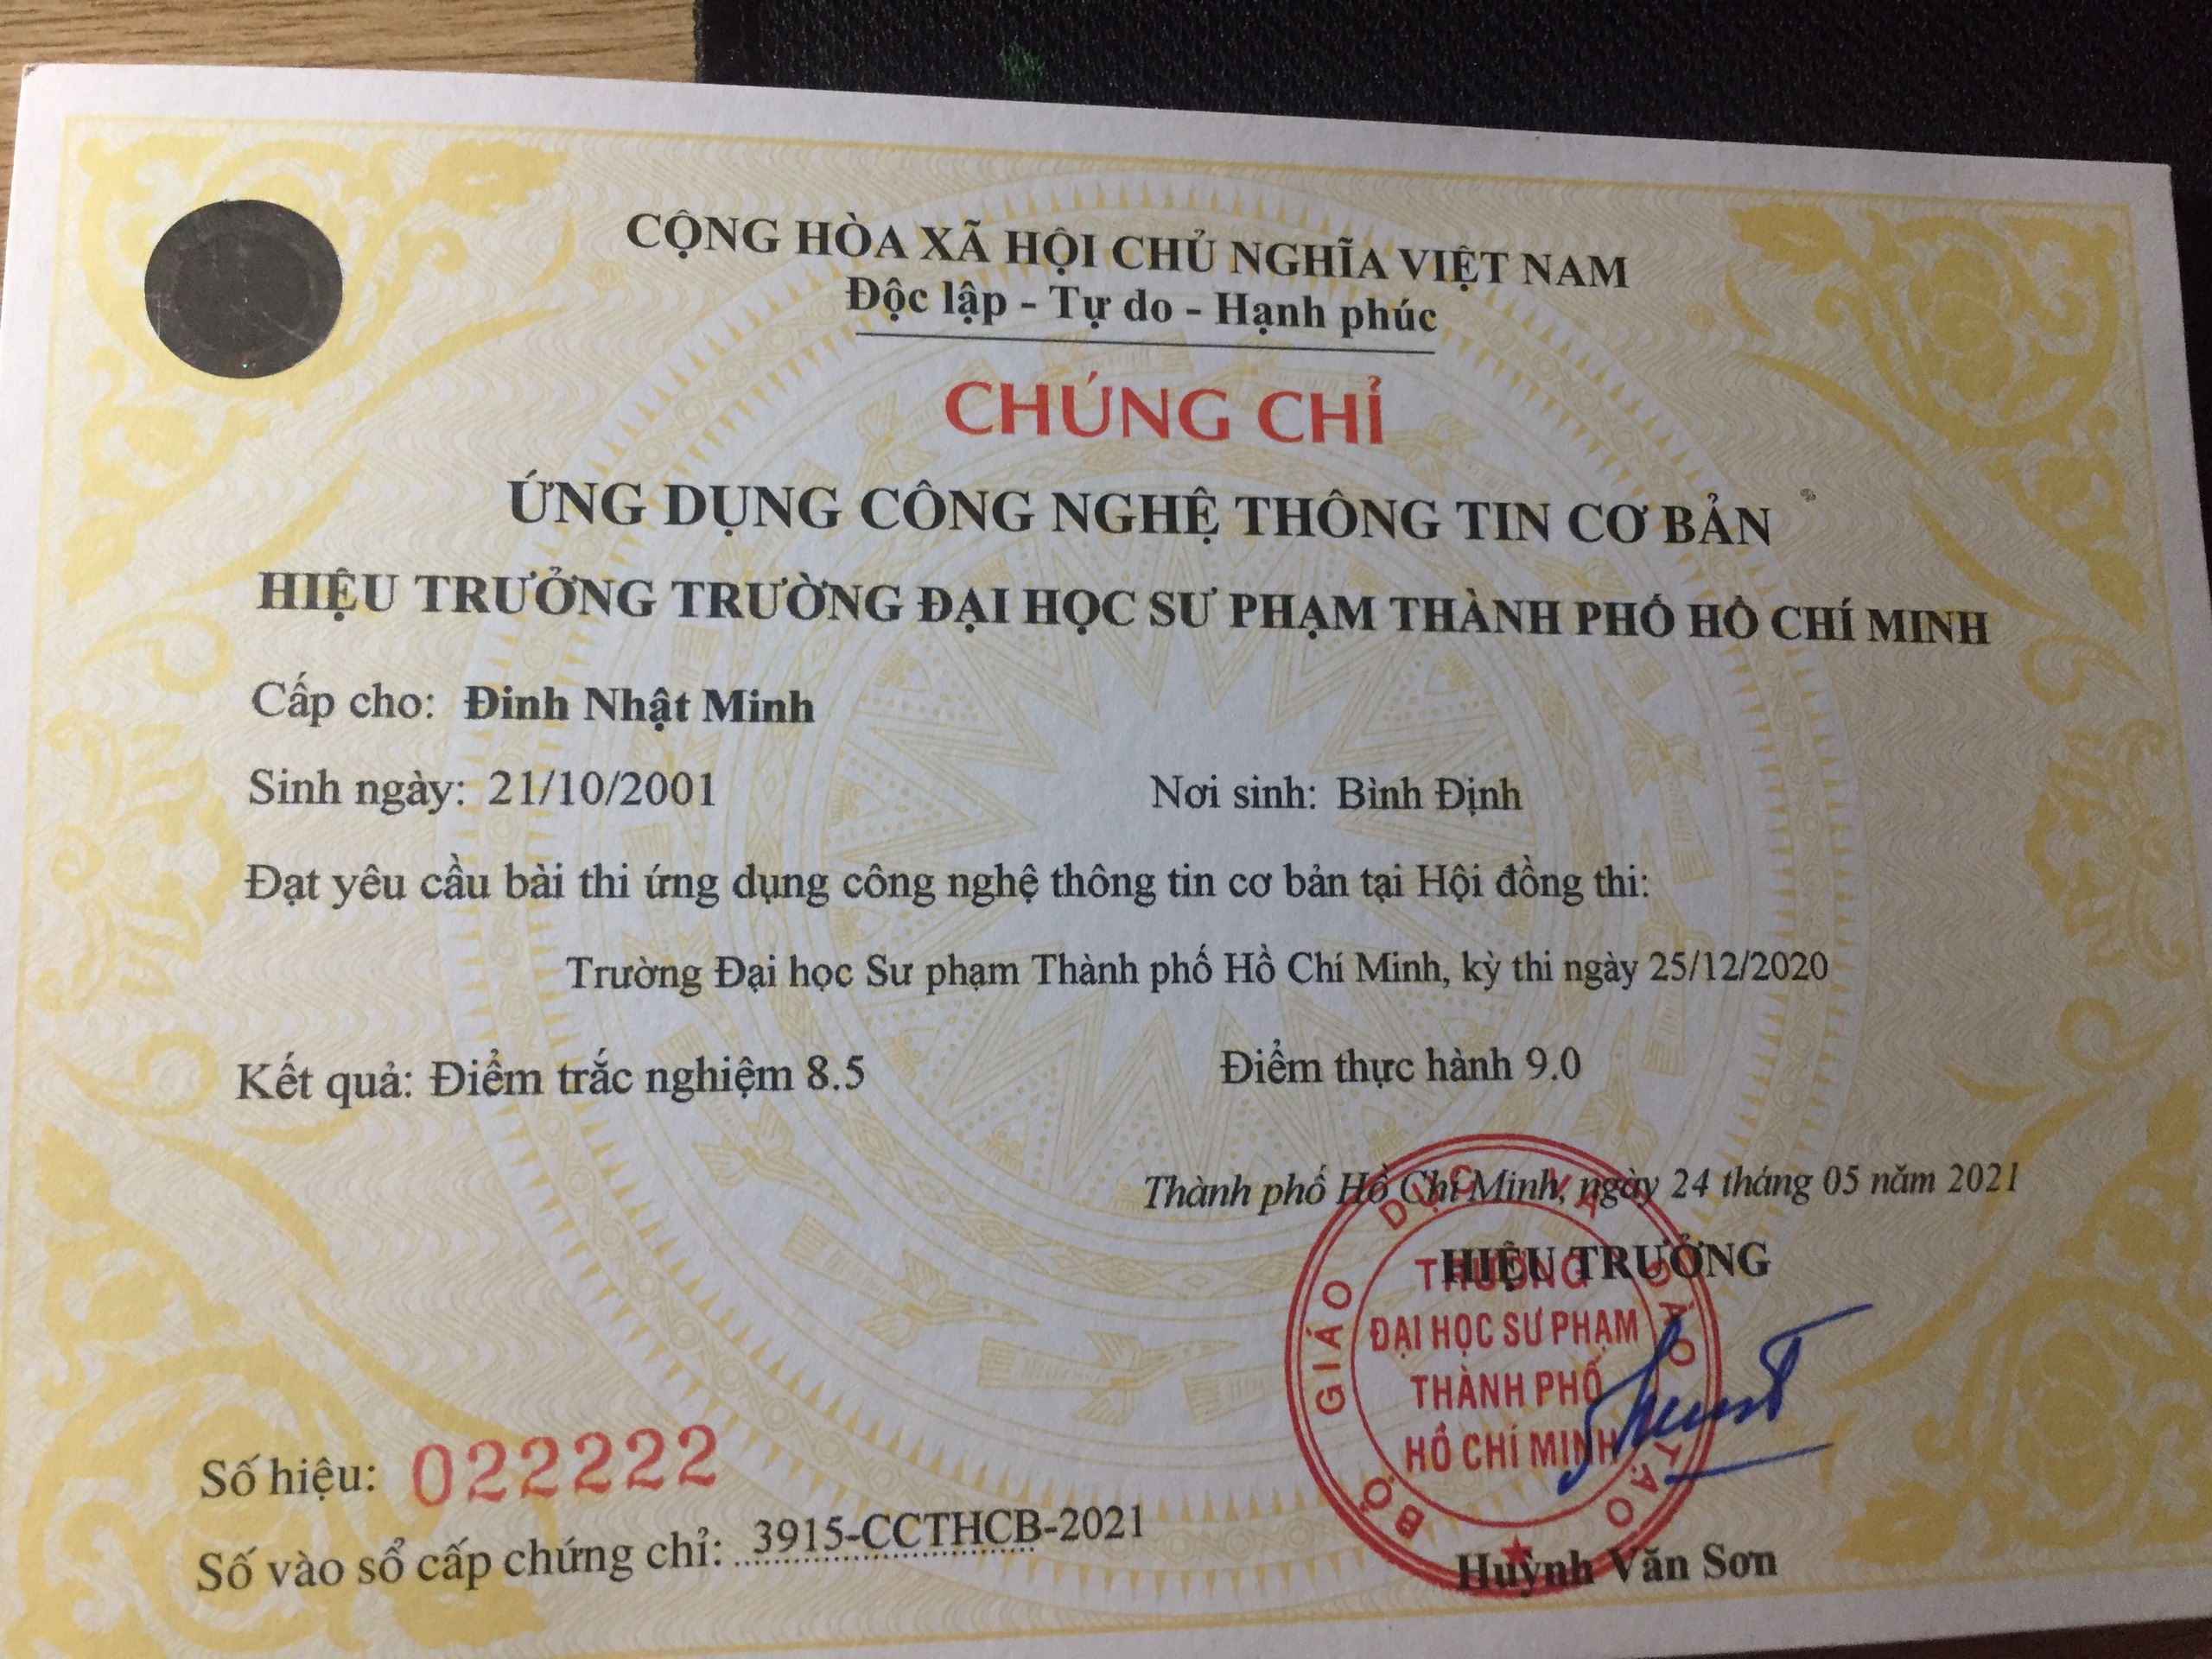 CỘNG HÒA XÃ HỘI CHỦ NGHĨA VIỆT NAM
Độc lập - Tự do - Hạnh phúc
CHỨNG CHỈ
ỨNG DỤNG CÔNG NGHỆ THÔNG TIN CƠ BẢN
HIỆU TRƯỞNG TRƯỜNG ĐẠI HỌC SƯ PHẠM THÀNH PHỐ HỒ CHÍ MINH
Cấp cho: Đinh Nhật Minh
Sinh ngày: 21/10/2001 Nơi sinh: Bình Định
Đạt yêu cầu bài thi ứng dụng công nghệ thông tin cơ bản tại Hội đồng thi:
Trường Đại học Sư phạm Thành phố Hồ Chí Minh, kỳ thi ngày 25/12/2020
Kết quả: Điểm trắc nghiệm 8.5 Điểm thực hành 9.0
Thành phố Hồ Chí Minh, ngày 24 tháng 05 năm 2021
HIỆU TRƯỞNG
BỘ GIÁO DỤC VÀ ĐÀO TẠO
TRƯỜNG
ĐẠI HỌC SƯ PHẠM
THÀNH PHỐ
HỒ CHÍ MINH
Huỳnh Văn Sơn
Số hiệu: 022222
Số vào sổ cấp chứng chỉ: 3915-CCTHCB-2021